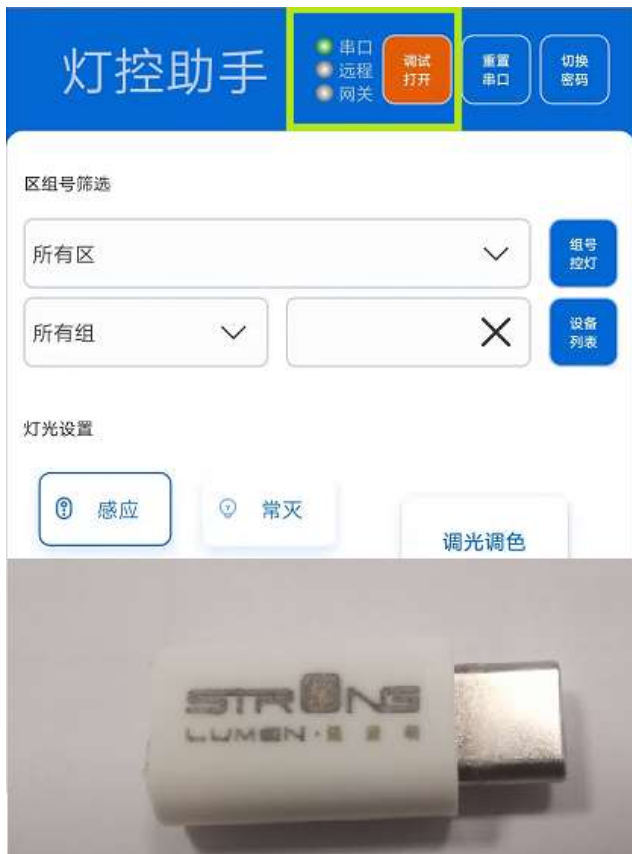 灯控助手
串口
远程
网关
调试
打开
重置
串口
切换
密码
区组号筛选
所有区
组号
控灯
所有组
设备
列表
灯光设置
感应
常灭
调光调色
STRONG
LUMEN